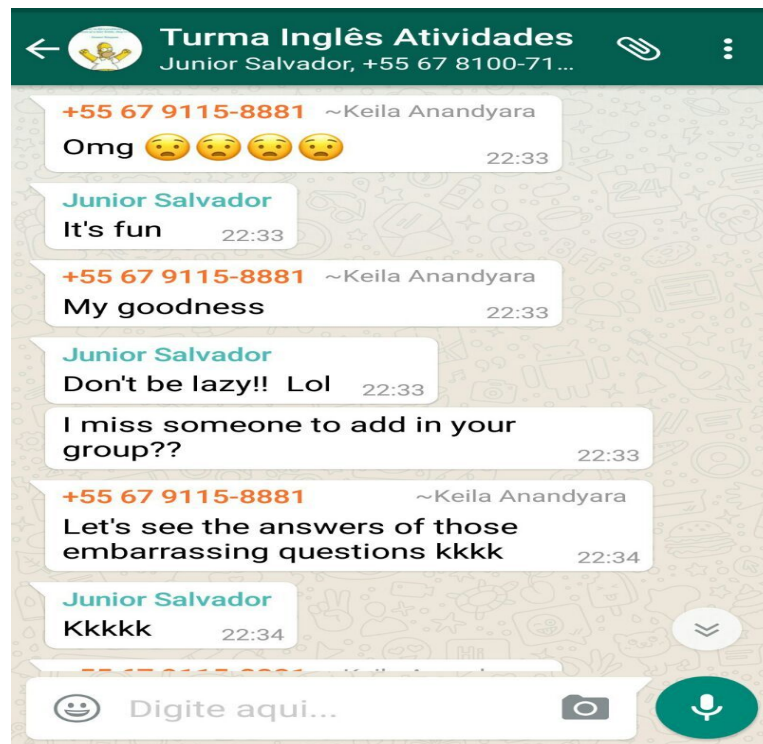 Turma Inglês Atividades
Junior Salvador, +55 67 8100-71...
+55 67 9115-8881 ~Keila Anandyara
Omg 😧😧😧😧
22:33
Junior Salvador
It's fun 22:33
+55 67 9115-8881 ~Keila Anandyara
My goodness 22:33
Junior Salvador
Don't be lazy!! Lol 22:33
I miss someone to add in your
group?? 22:33
+55 67 9115-8881 ~Keila Anandyara
Let's see the answers of those
embarrassing questions kkkk 22:34
Junior Salvador
Kkkkk 22:34
Digite aqui...